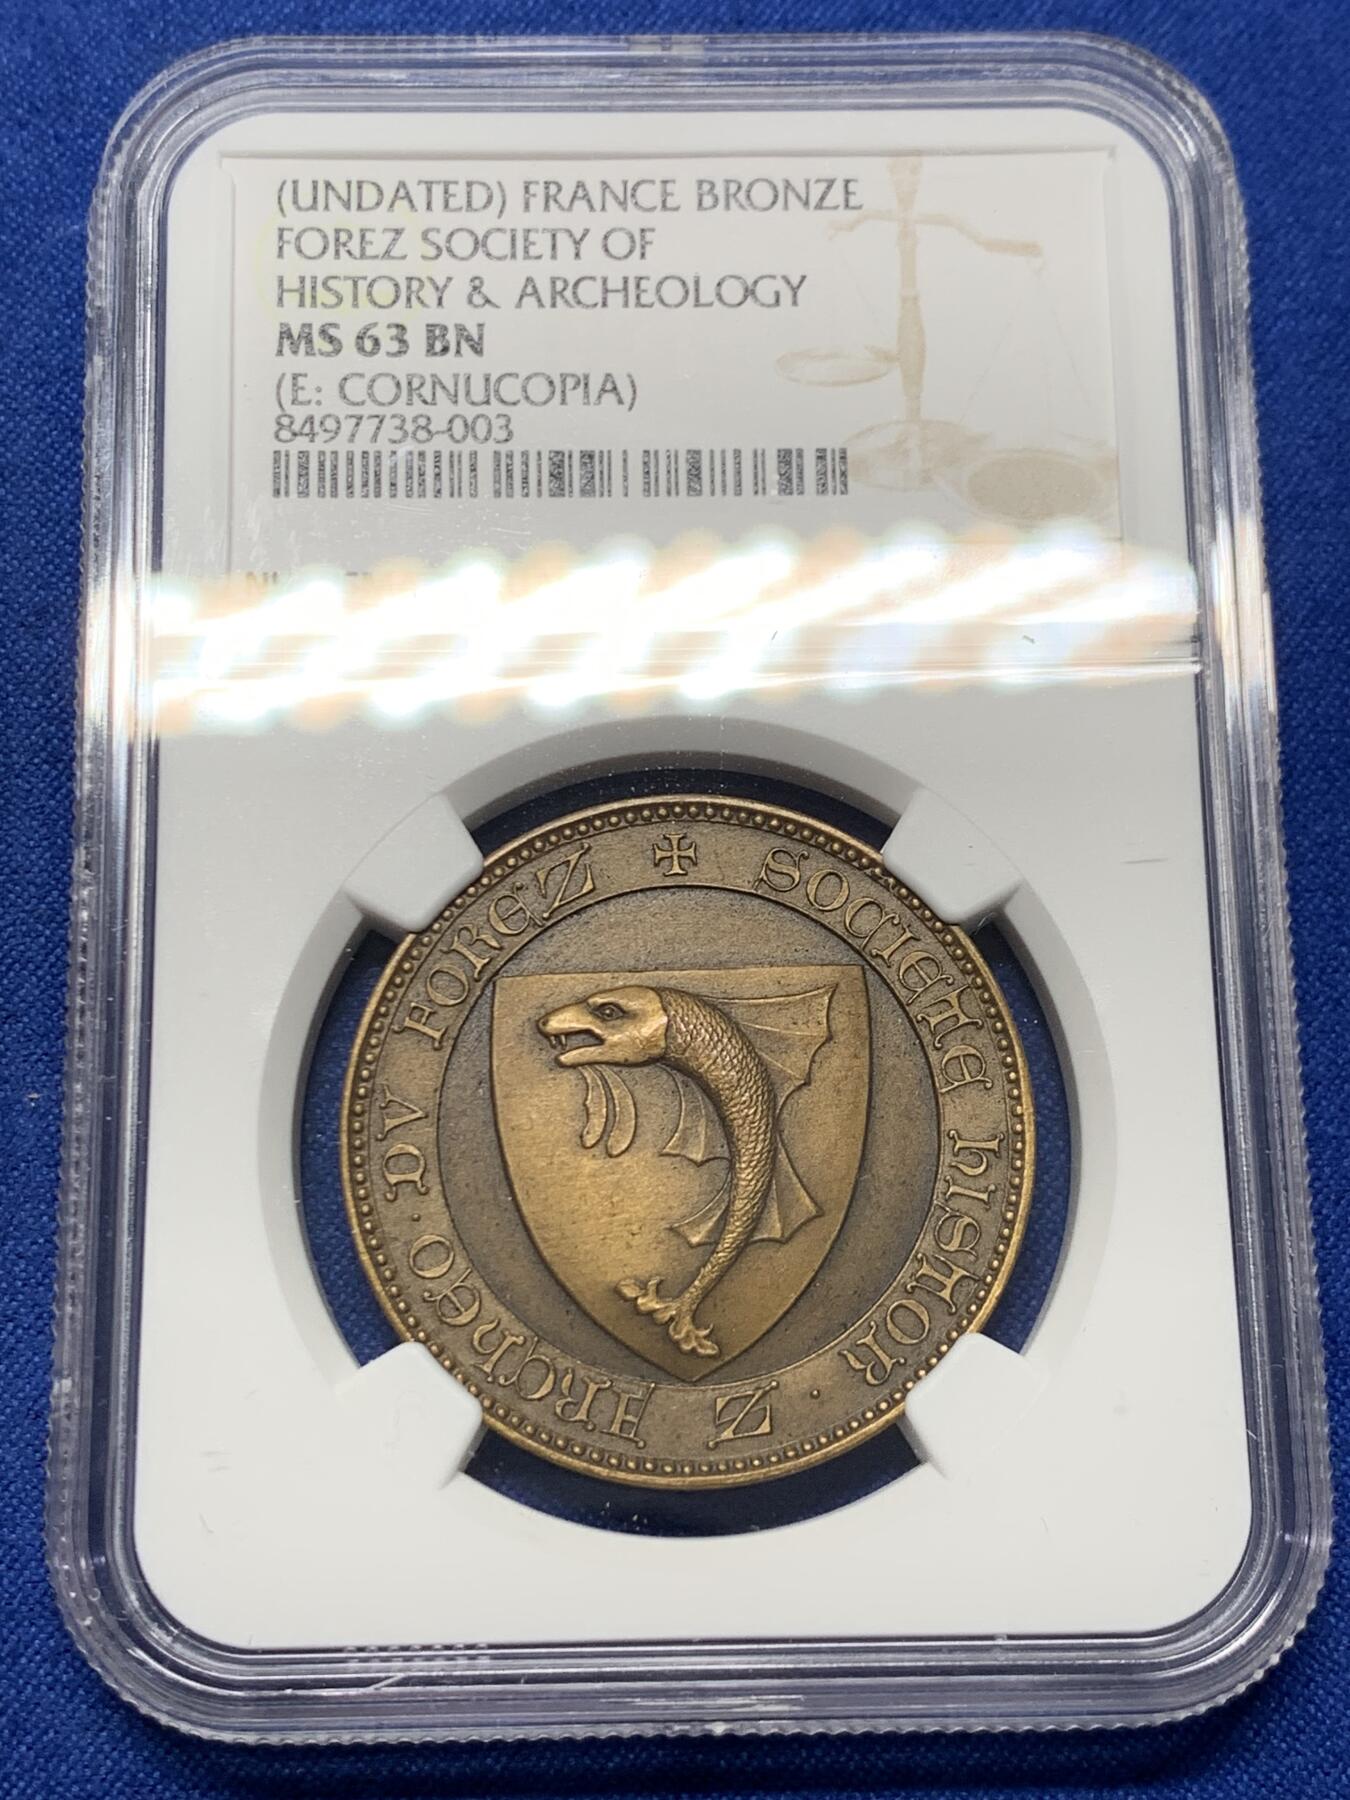 (UNDATED) FRANCE BRONZE
FOREZ SOCIETY OF
HISTORY & ARCHEOLOGY
MS 63 BN
(E: CORNUCOPIA)
8497738-003
✠ SOCIETE HISTOR · Z ARCHEO · DV FOREZ